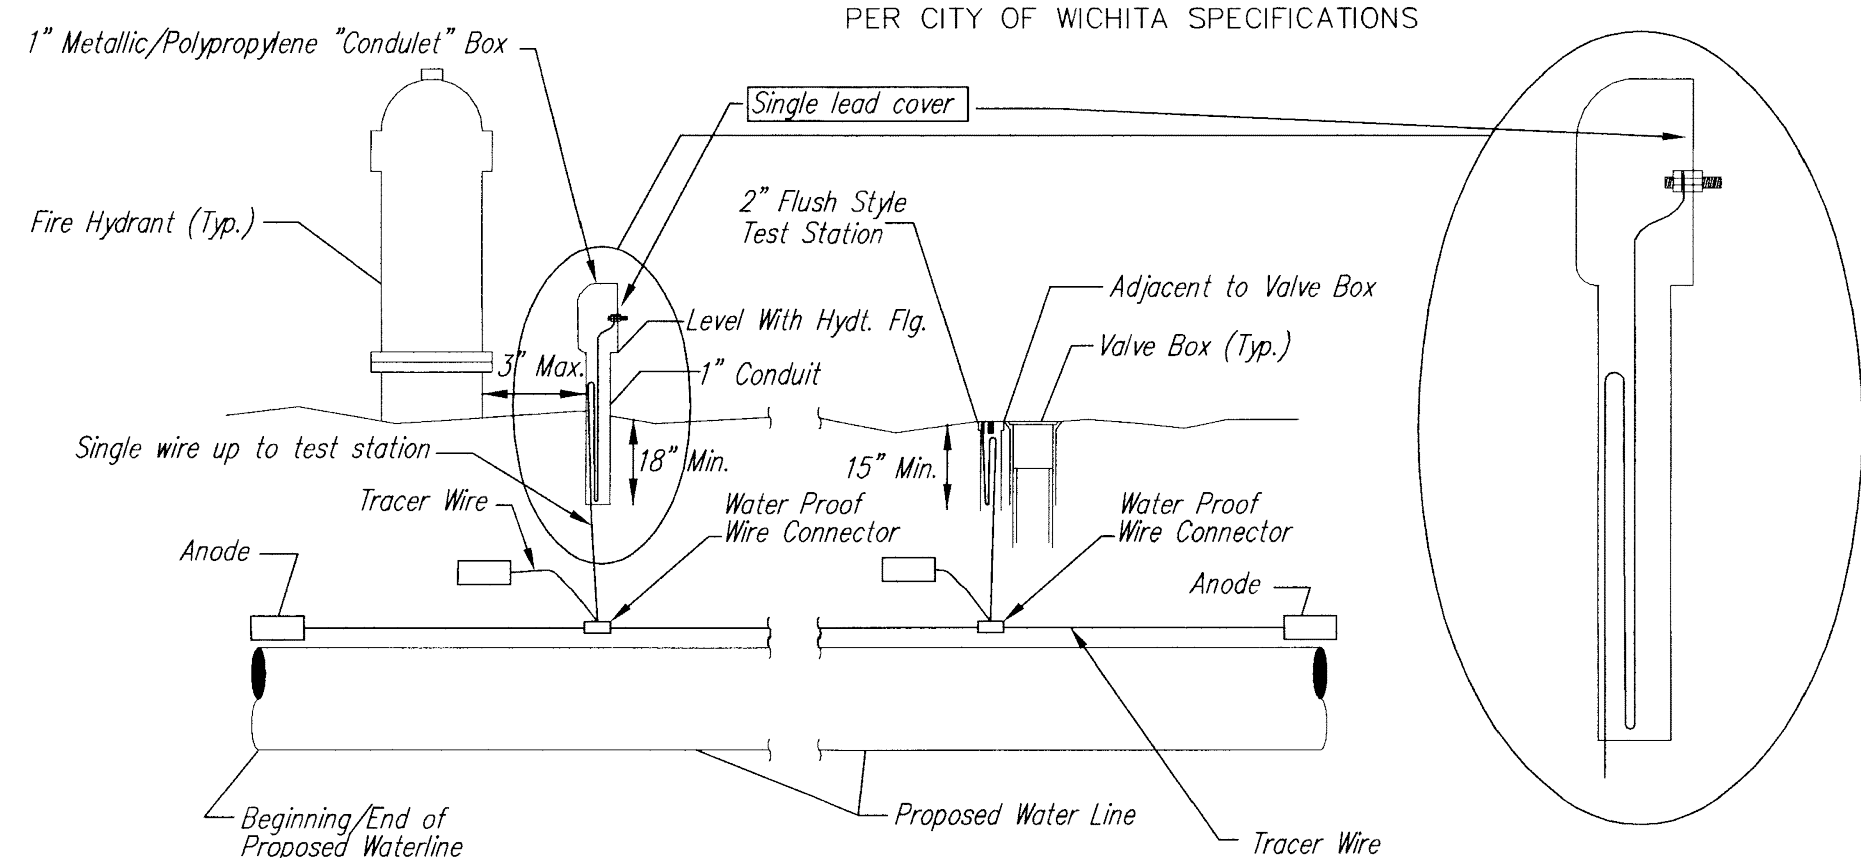 PER CITY OF WICHITA SPECIFICATIONS
1" Metallic/Polypropylene "Condulet" Box
Single lead cover
2" Flush Style
Test Station
Fire Hydrant (Typ.)
Adjacent to Valve Box
Level With Hydt. Flg.
Valve Box (Typ.)
3" Max.
1" Conduit
Single wire up to test station
18" Min.
15" Min.
Tracer Wire
Water Proof
Wire Connector
Water Proof
Wire Connector
Anode
Anode
Beginning/End of
Proposed Waterline
Proposed Water Line
Tracer Wire